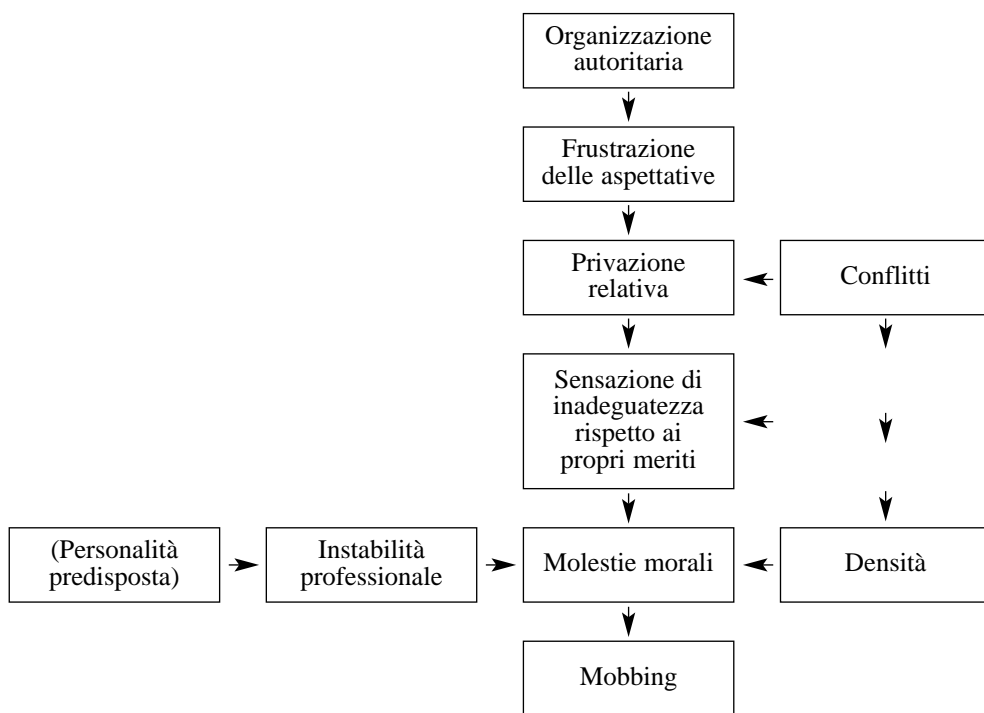 Organizzazione
autoritaria
Frustrazione
delle aspettative
Privazione
relativa
Conflitti
Sensazione di
inadeguatezza
rispetto ai
propri meriti
(Personalità
predisposta)
Instabilità
professionale
Molestie morali
Densità
Mobbing